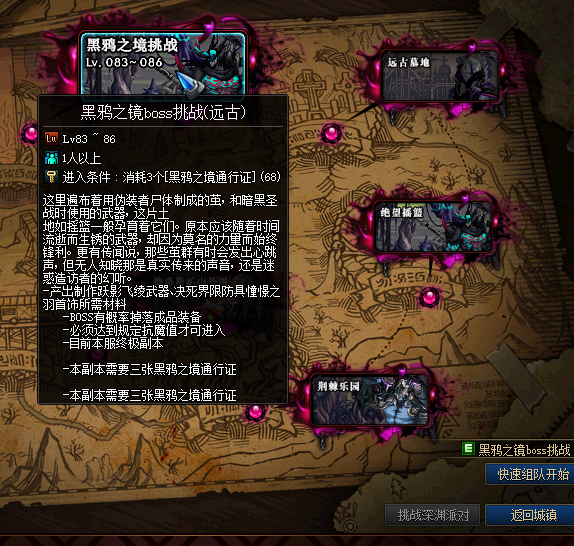 黑鸦之境挑战
Lv. 083~086
远古墓地
黑鸦之镜boss挑战(远古)
Lv Lv83 ~ 86
1人以上
进入条件：消耗3个[黑鸦之境通行证] (68)
这里遍布着用伪装者尸体制成的茧，和暗黑圣
战时使用的武器，这片土
地如摇篮一般孕育着它们。原本应该随着时间
流逝而生锈的武器，却因为莫名的力量而始终
锋利。更有传闻说，那些茧群有时会发出心跳
声，但无人知晓那是真实传来的声音，还是迷
惑造访者的幻听。
-产出制作跃影飞绫武器、决死界限防具憧憬之
羽首饰所需材料
-BOSS有概率掉落成品装备
-必须达到规定抗魔值才可进入
-目前本服终极副本
-本副本需要三张黑鸦之境通行证
-本副本需要三张黑鸦之境通行证
绝望摇篮
荆棘乐园
E 黑鸦之镜boss挑战
快速组队开始
挑战深渊派对
返回城镇